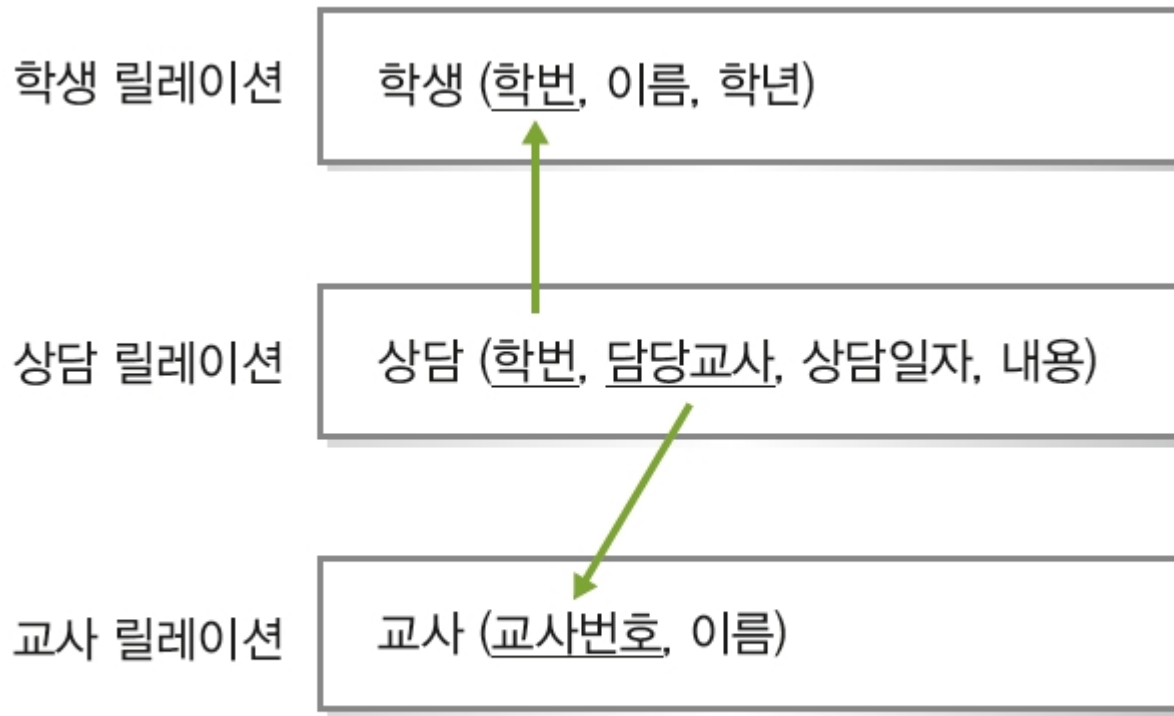 학생 릴레이션
학생 (학번, 이름, 학년)
상담 릴레이션
상담 (학번, 담당교사, 상담일자, 내용)
교사 릴레이션
교사 (교사번호, 이름)